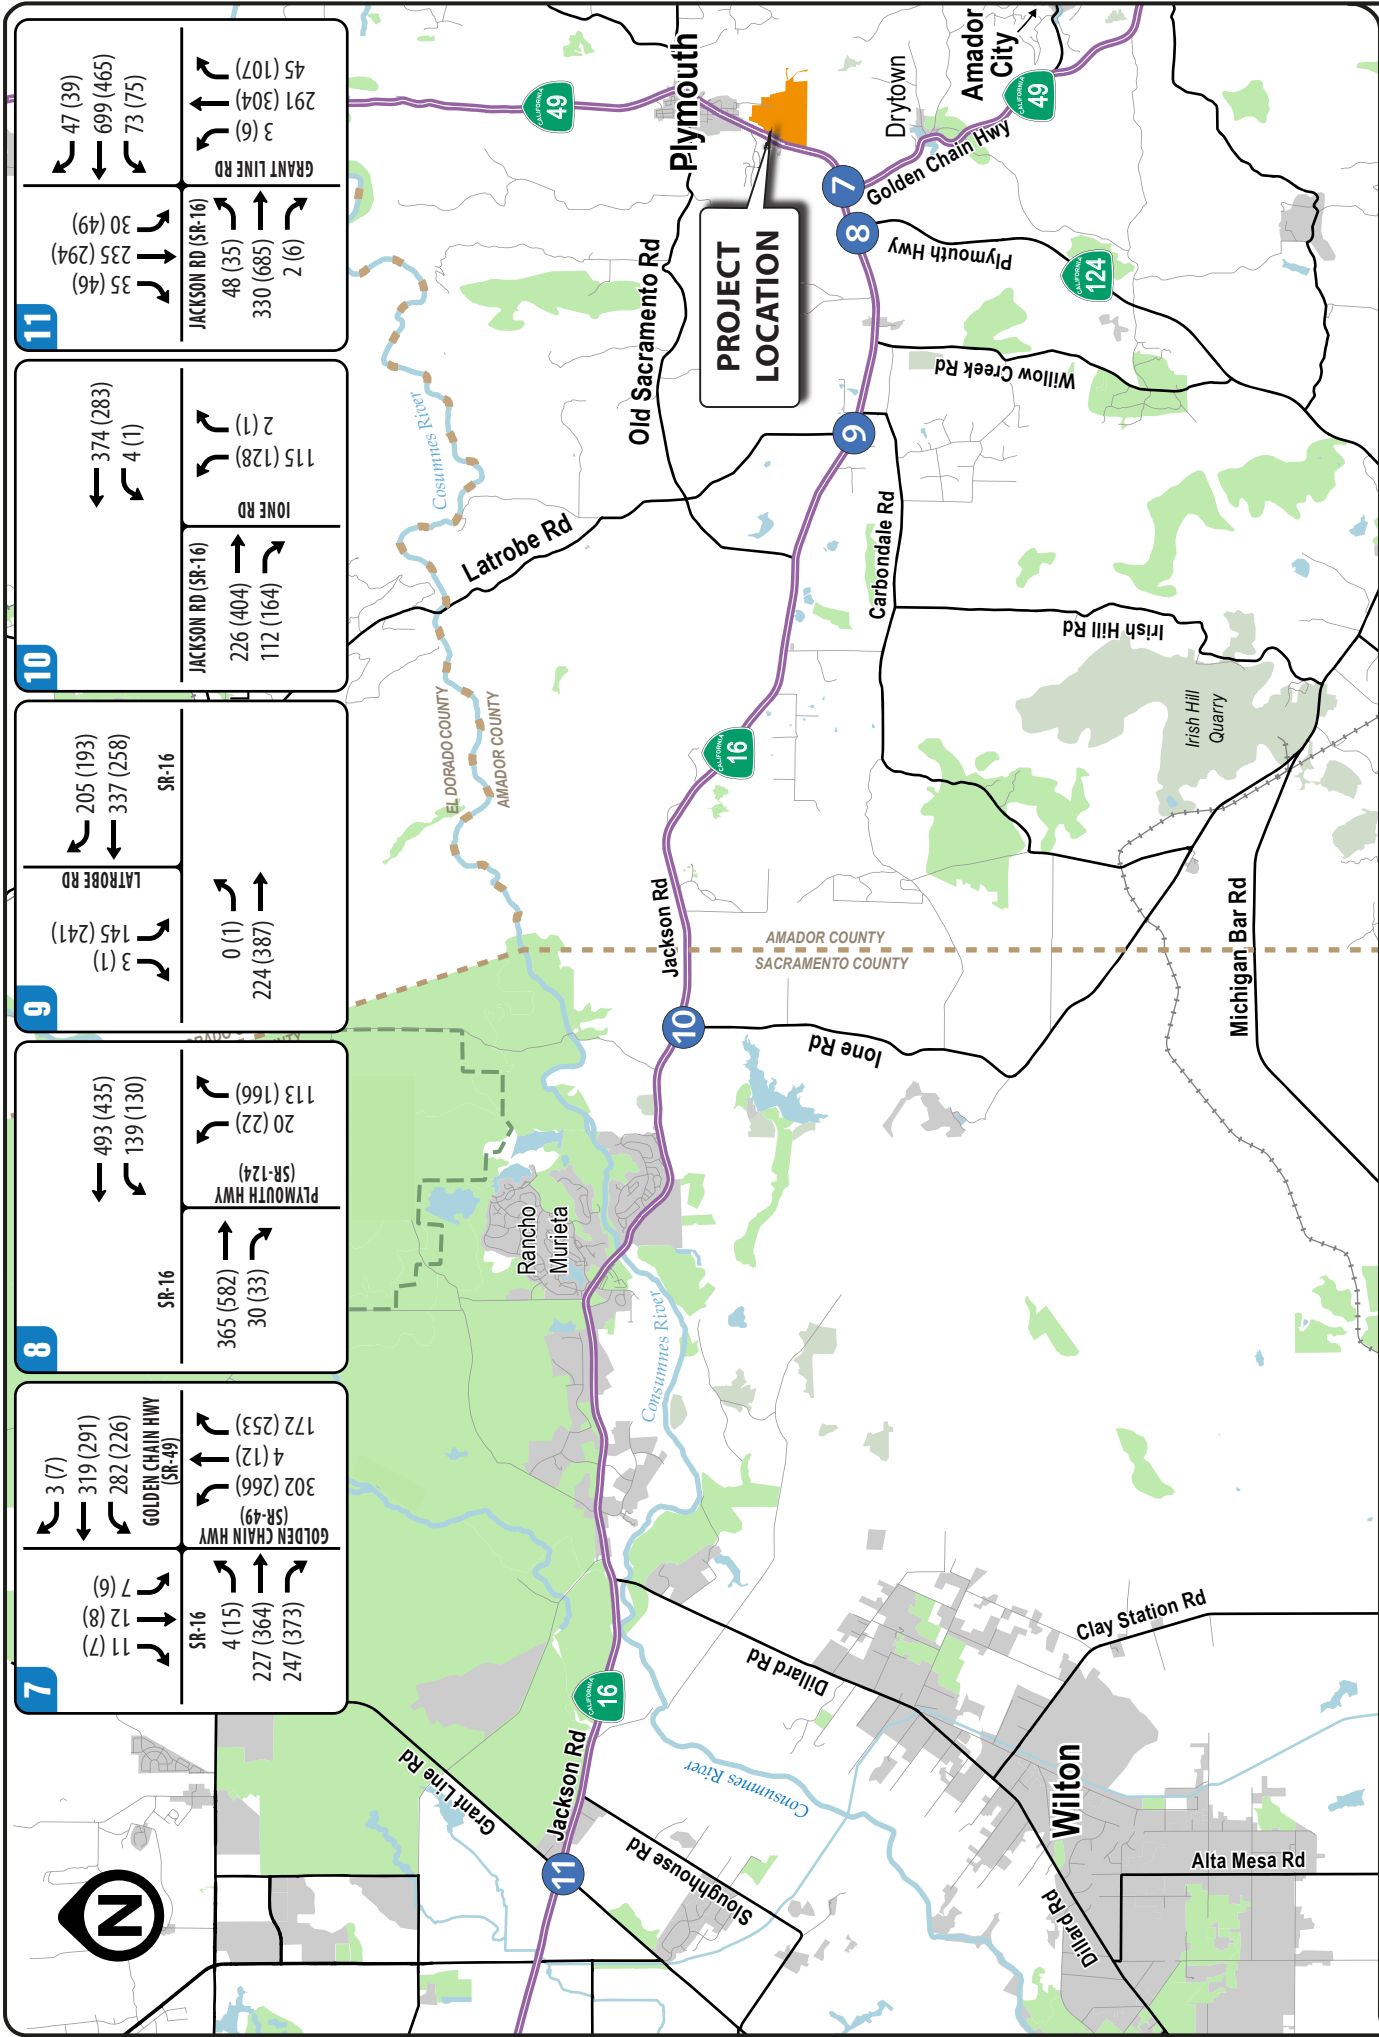 7
11 (7)
12 (8)
7 (6)
3 (7)
319 (291)
282 (226)
GOLDEN CHAIN HWY
(SR-49)
SR-16
4 (15)
227 (364)
247 (373)
GOLDEN CHAIN HWY
(SR-49)
302 (266)
4 (12)
172 (253)
8
493 (435)
139 (130)
SR-16
365 (582)
30 (33)
PLYMOUTH HWY
(SR-124)
20 (22)
113 (166)
9
3 (1)
145 (241)
LATROBE RD
205 (193)
337 (258)
SR-16
0 (1)
224 (387)
10
374 (283)
4 (1)
JACKSON RD (SR-16)
226 (404)
112 (164)
IONE RD
115 (128)
2 (1)
11
35 (46)
235 (294)
30 (49)
47 (39)
699 (465)
73 (75)
JACKSON RD (SR-16)
48 (35)
330 (685)
2 (6)
GRANT LINE RD
3 (6)
291 (304)
45 (107)
N
Grant Line Rd
Jackson Rd
11
CALIFORNIA
16
Sloughhouse Rd
Consumnes River
Dillard Rd
Wilton
Dillard Rd
Alta Mesa Rd
Clay Station Rd
Rancho
Murieta
Consumnes River
10
Jackson Rd
Ione Rd
EL DORADO COUNTY
AMADOR COUNTY
AMADOR COUNTY
SACRAMENTO COUNTY
Michigan Bar Rd
CALIFORNIA
16
Irish Hill
Quarry
Irish Hill Rd
Carbondale Rd
Latrobe Rd
Cosumnes River
Old Sacramento Rd
9
Willow Creek Rd
PROJECT
LOCATION
8
Plymouth Hwy
CALIFORNIA
124
7
Golden Chain Hwy
Plymouth
CALIFORNIA
49
Drytown
Amador
City
CALIFORNIA
49